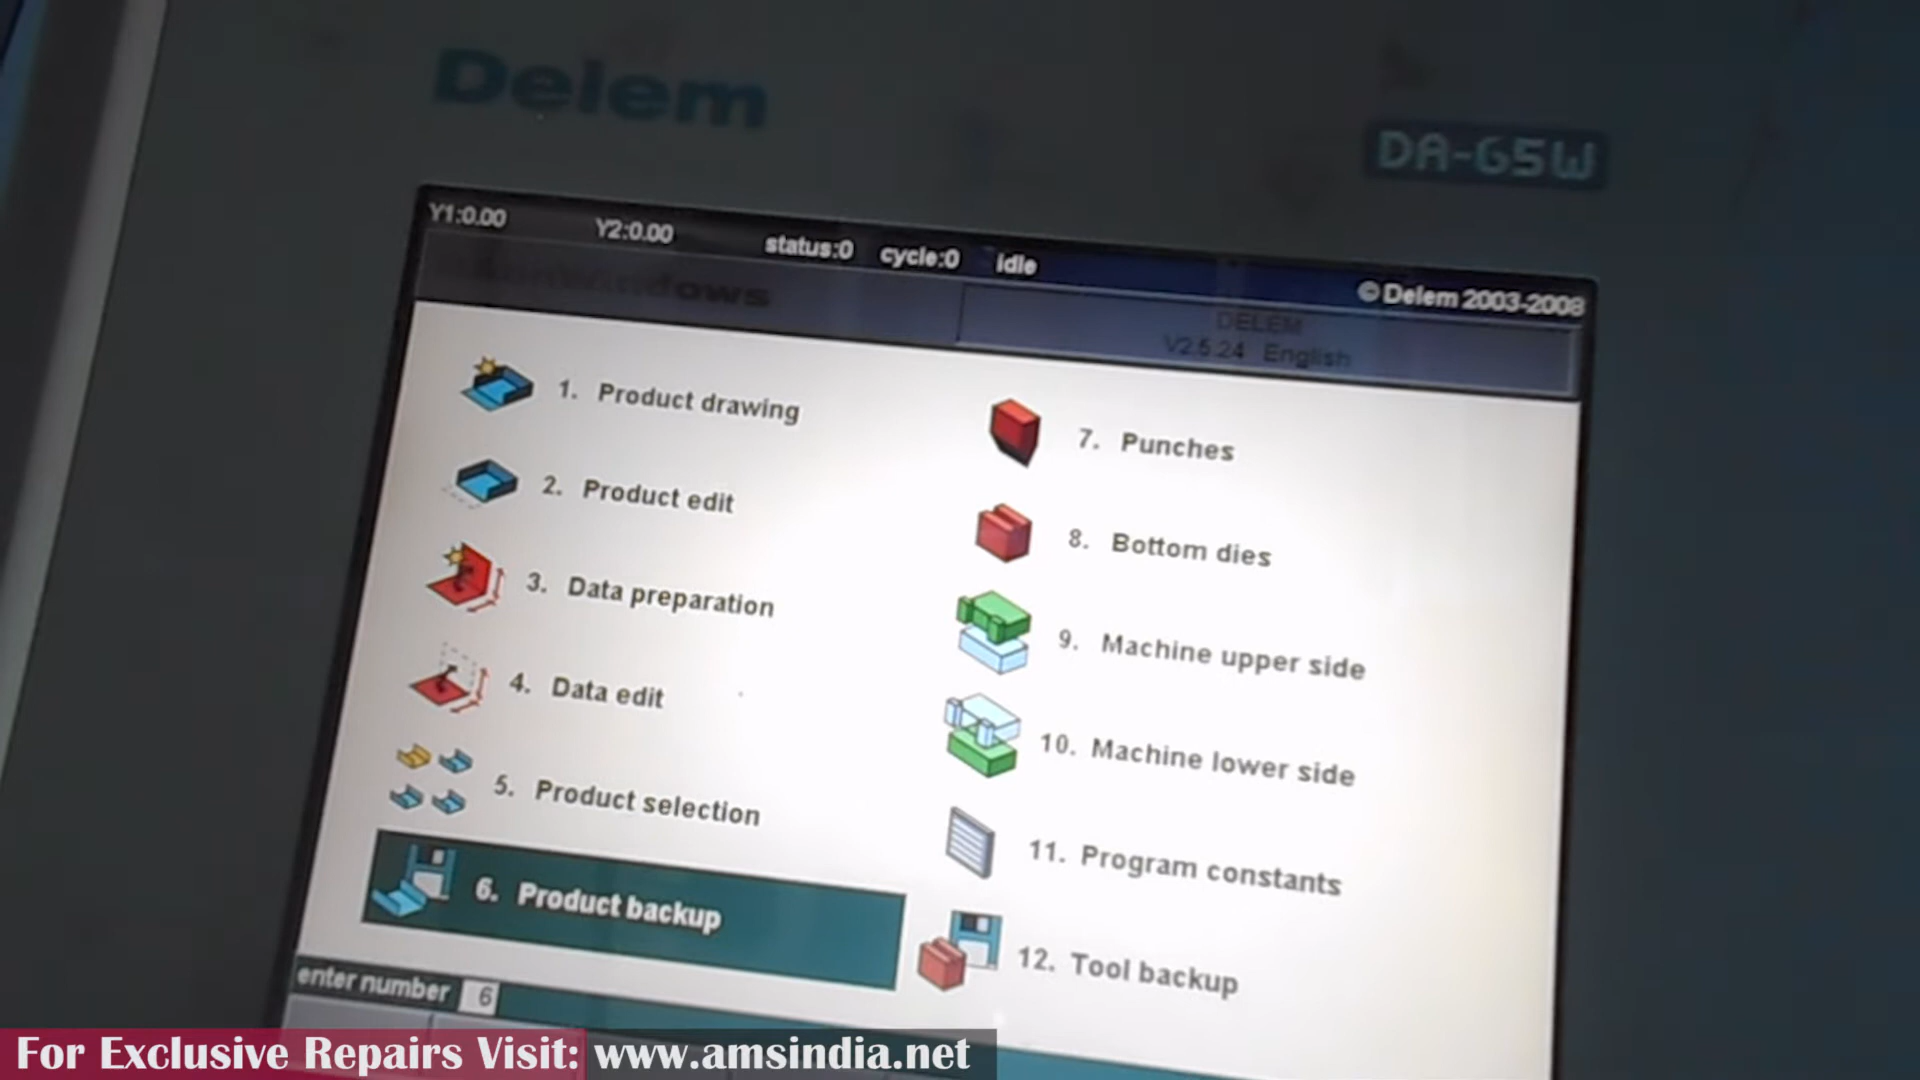 Delem
DA-65W
Y1:0.00 Y2:0.00 status:0 cycle:0 idle
© Delem 2003-2008
DELEM
V2.5.24 English
1. Product drawing
2. Product edit
3. Data preparation
4. Data edit
5. Product selection
6. Product backup
7. Punches
8. Bottom dies
9. Machine upper side
10. Machine lower side
11. Program constants
12. Tool backup
enter number 6
For Exclusive Repairs Visit: www.amsindia.net